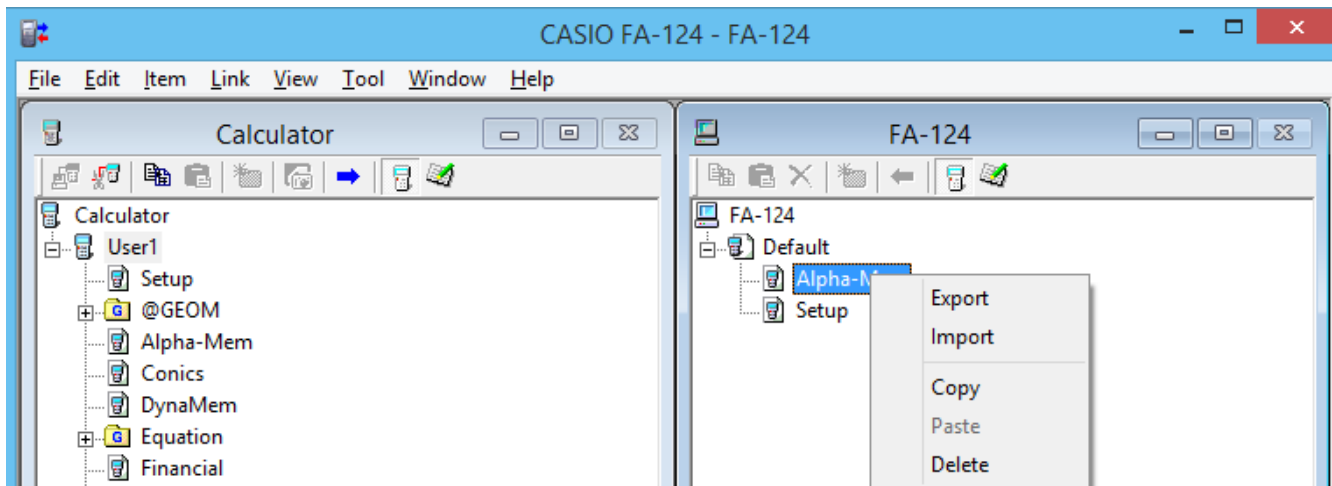 CASIO FA-124 - FA-124
File Edit Item Link View Tool Window Help
Calculator
Calculator
User1
Setup
@GEOM
Alpha-Mem
Conics
DynaMem
Equation
Financial
FA-124
FA-124
Default
Alpha-M
Setup
Export
Import
Copy
Paste
Delete